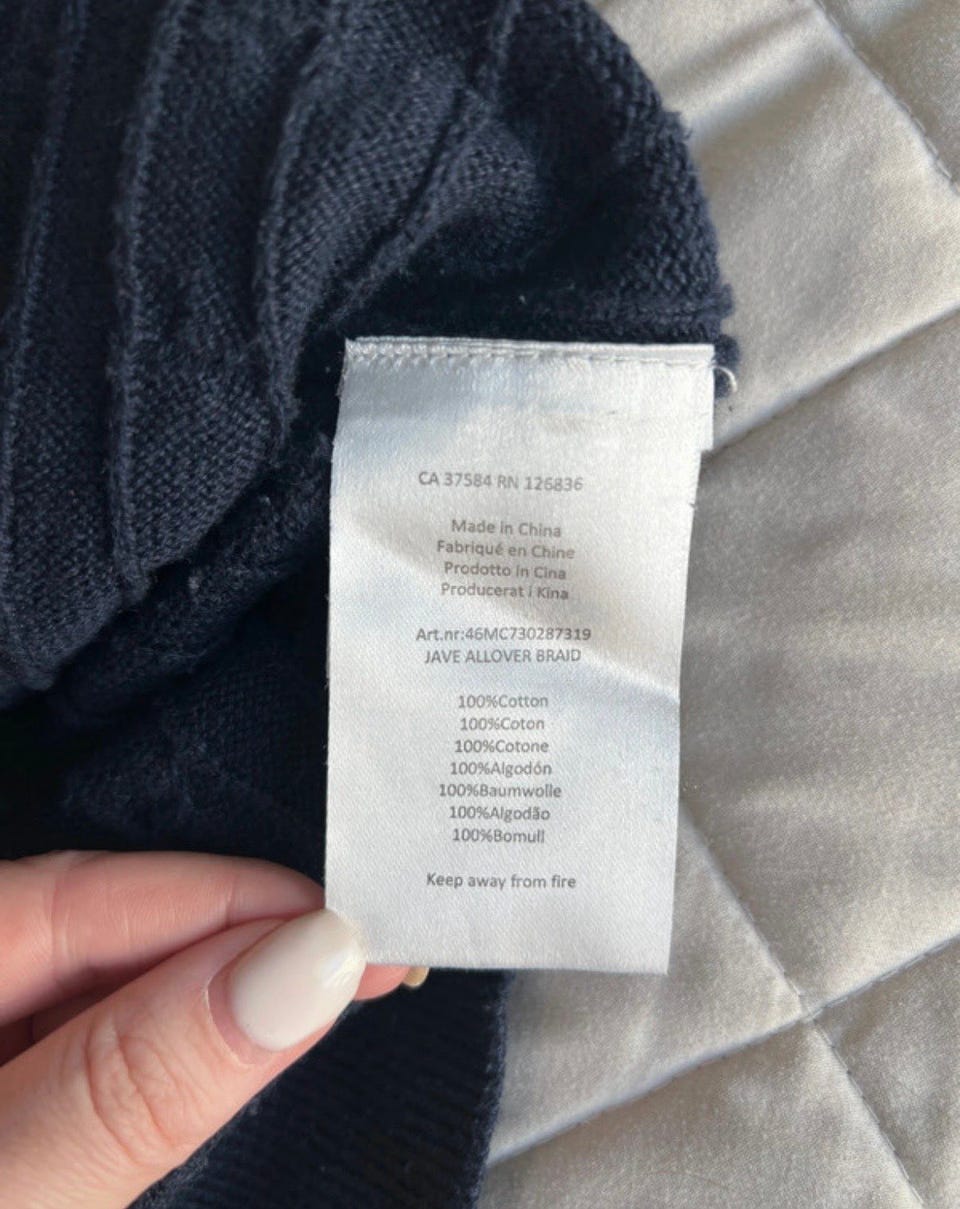 CA 37584 RN 126836
Made in China
Fabriqué en Chine
Prodotto in Cina
Producerat i Kina
Art.nr:46MC730287319
JAVE ALLOVER BRAID
100%Cotton
100%Coton
100%Cotone
100%Algodón
100%Baumwolle
100%Algodão
100%Bomull
Keep away from fire